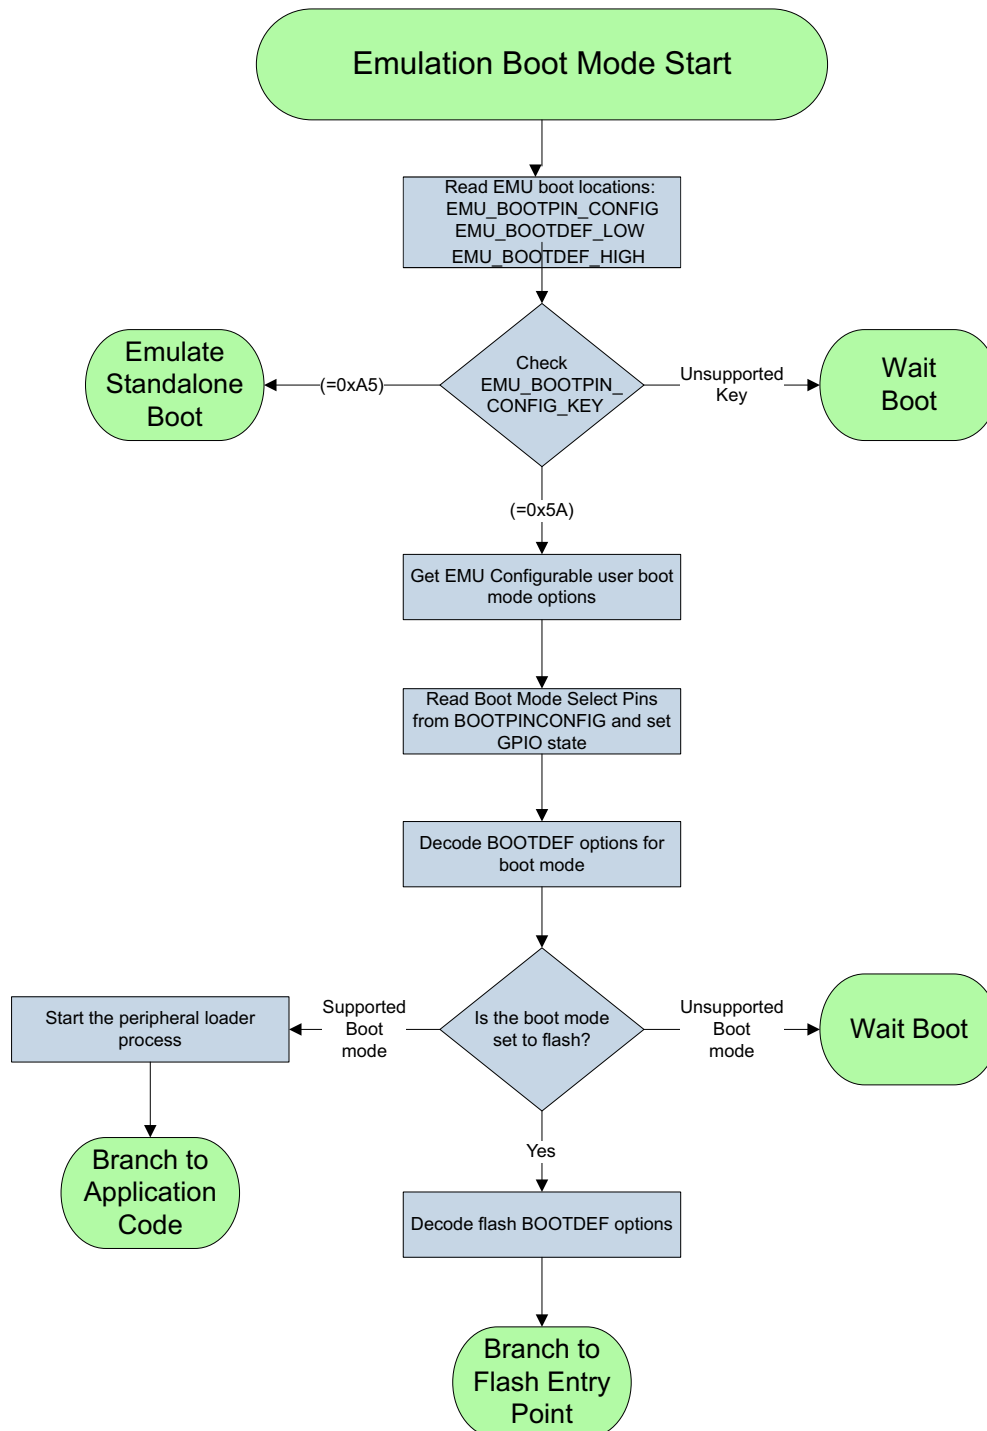 Emulation Boot Mode Start
Read EMU boot locations:
EMU_BOOTPIN_CONFIG
EMU_BOOTDEF_LOW
EMU_BOOTDEF_HIGH
Emulate
Standalone
Boot
(=0xA5)
Check
EMU_BOOTPIN_
CONFIG_KEY
Unsupported
Key
Wait
Boot
(=0x5A)
Get EMU Configurable user boot
mode options
Read Boot Mode Select Pins
from BOOTPINCONFIG and set
GPIO state
Decode BOOTDEF options for
boot mode
Start the peripheral loader
process
Supported
Boot
mode
Is the boot mode
set to flash?
Unsupported
Boot
mode
Wait Boot
Yes
Branch to
Application
Code
Decode flash BOOTDEF options
Branch to
Flash Entry
Point